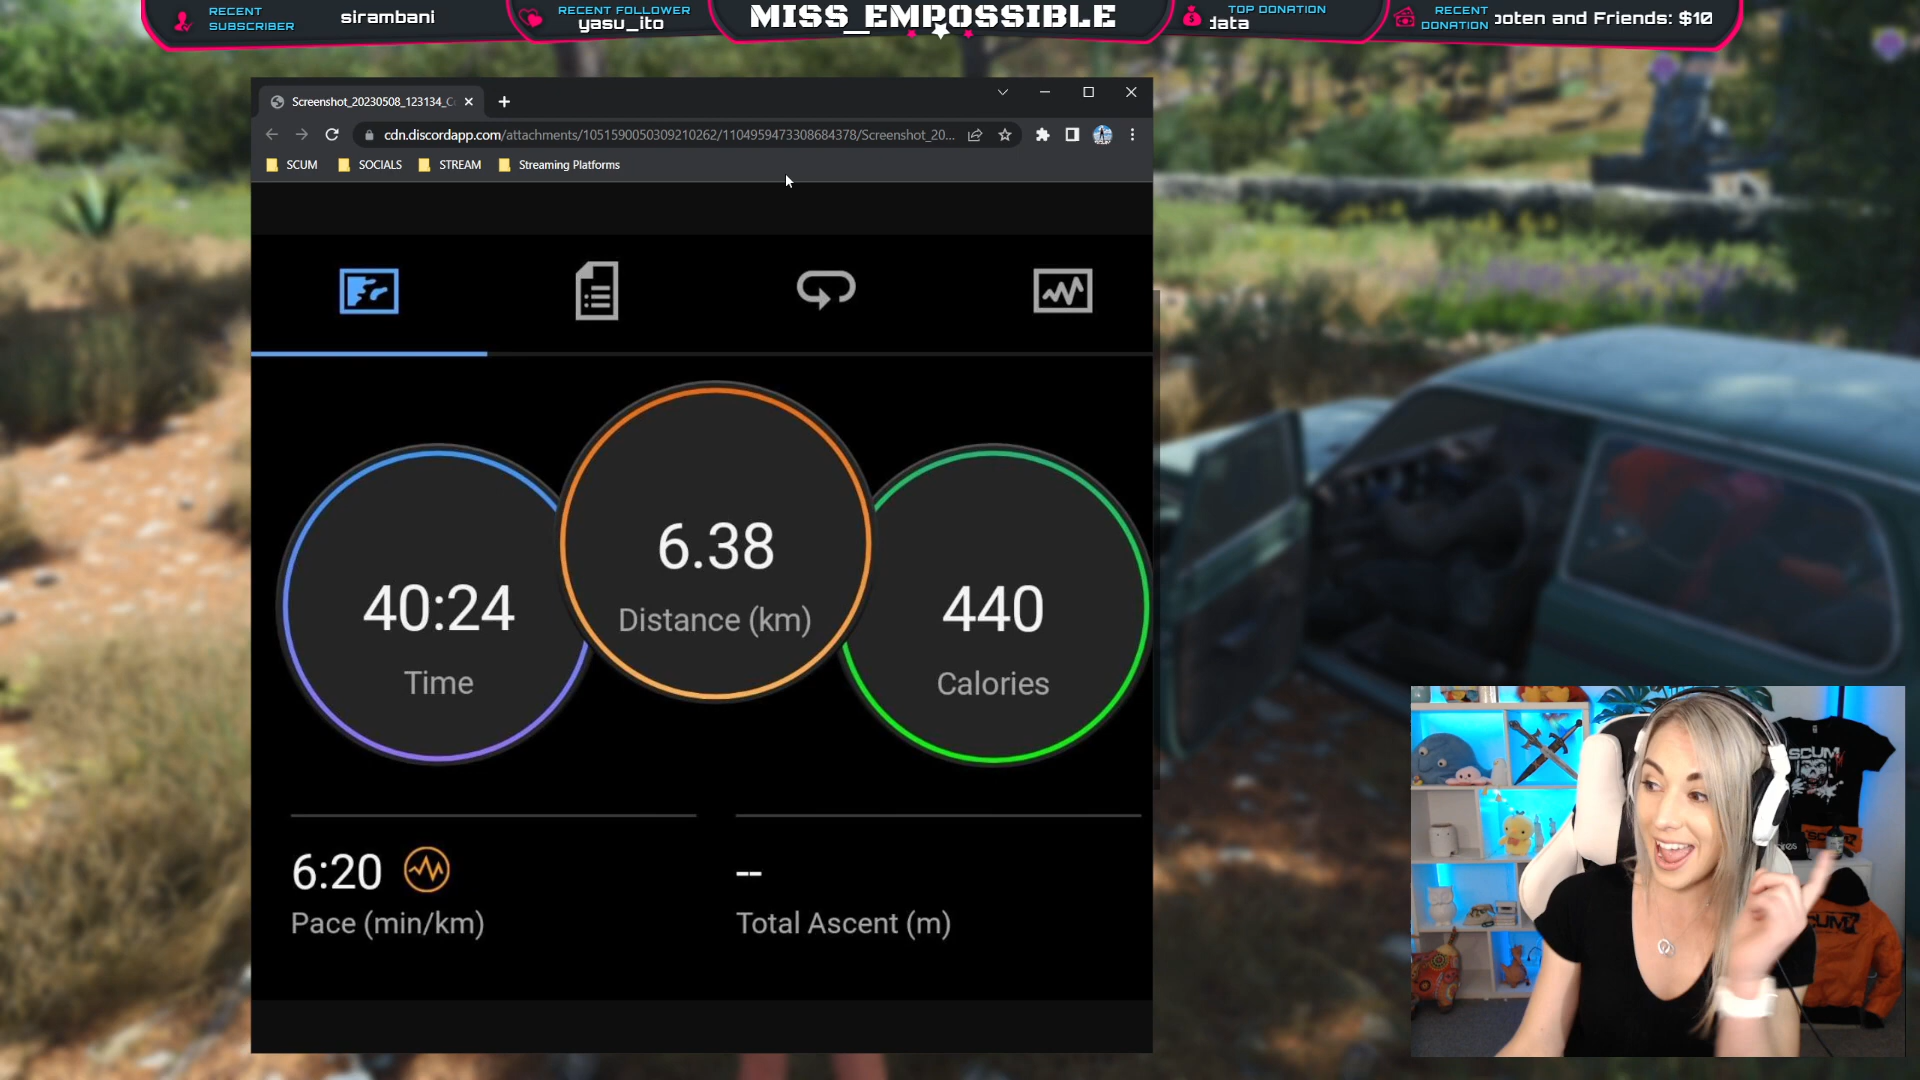 RECENT SUBSCRIBER
sirambani
RECENT FOLLOWER
yasu_ito
MISS_EMPOSSIBLE
TOP DONATION
data
RECENT DONATION
ooten and Friends: $10
Screenshot_20230508_123134_C
cdn.discordapp.com/attachments/1051590050309210262/1104959473308684378/Screenshot_20...
SCUM
SOCIALS
STREAM
Streaming Platforms
40:24
Time
6.38
Distance (km)
440
Calories
6:20
Pace (min/km)
--
Total Ascent (m)
SCUM
SCUM